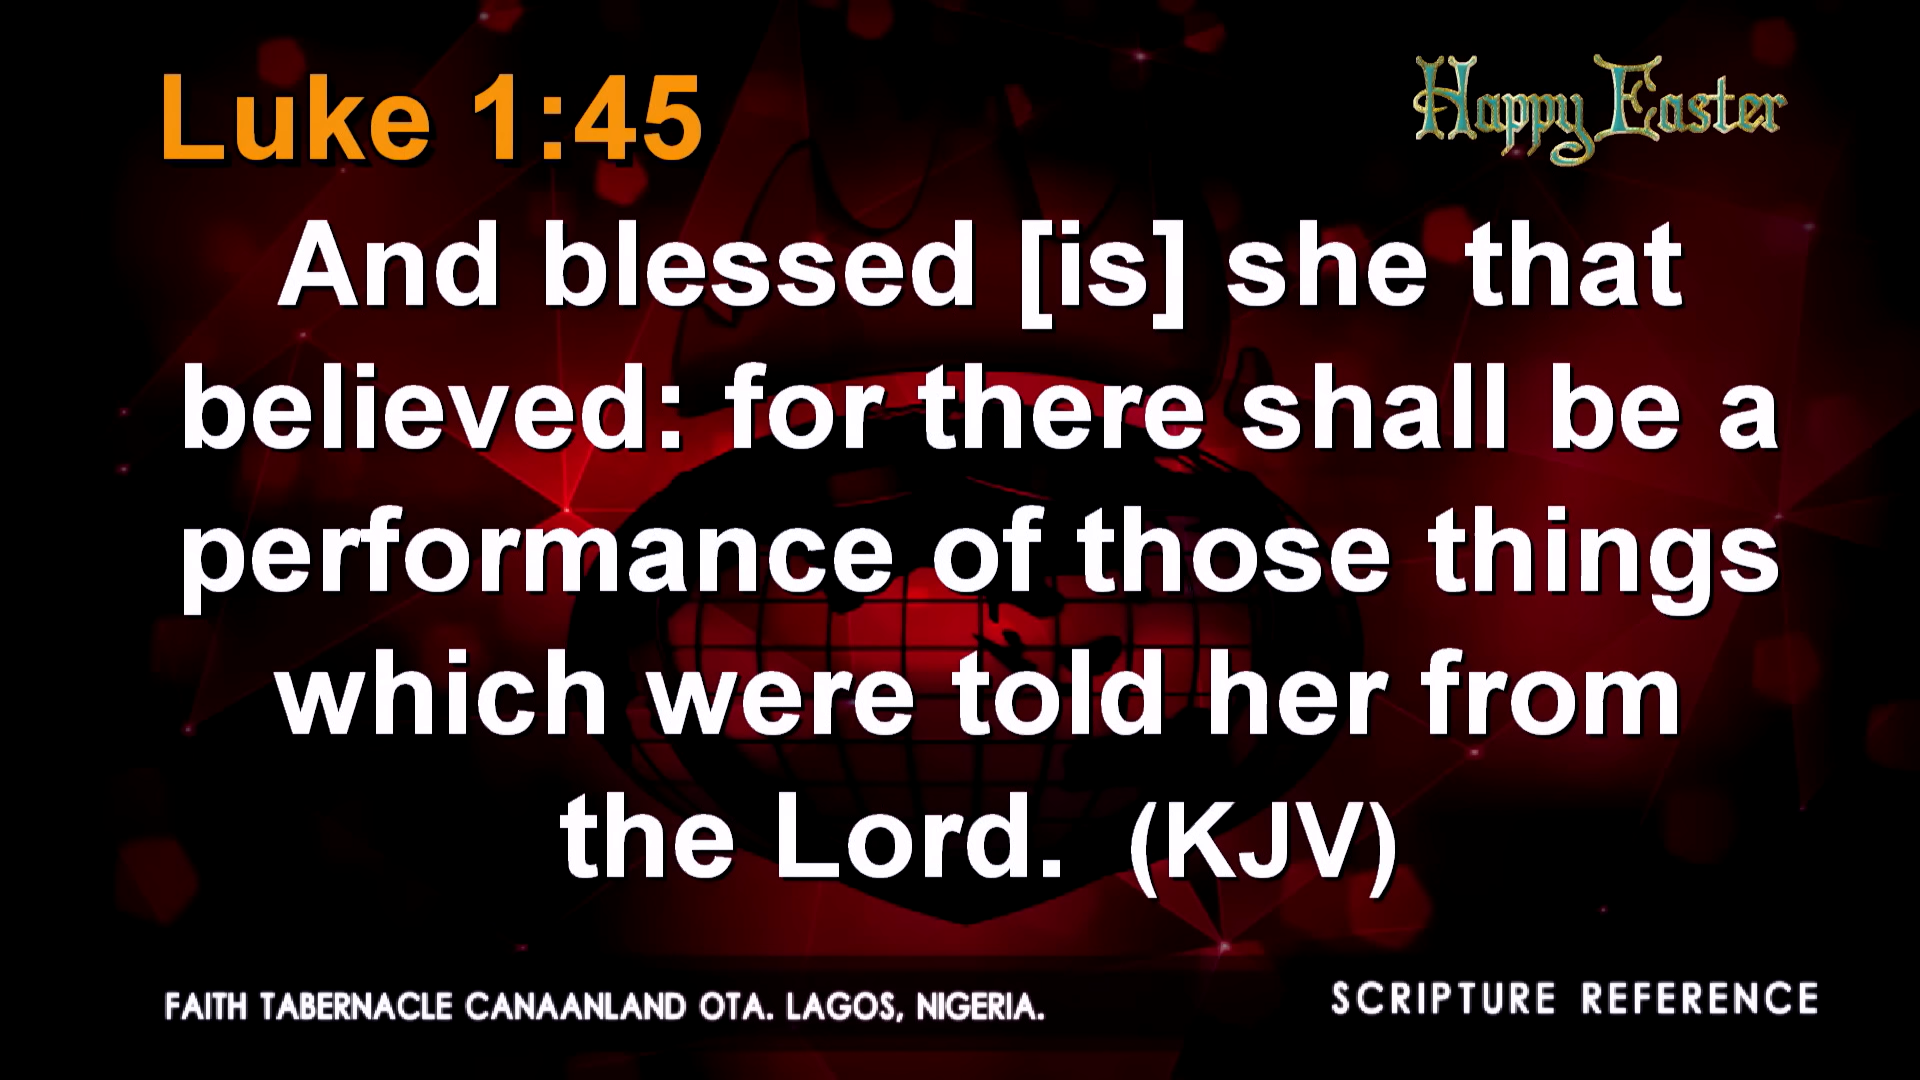 Luke 1:45
Happy Easter
And blessed [is] she that
believed: for there shall be a
performance of those things
which were told her from
the Lord. (KJV)
FAITH TABERNACLE CANAANLAND OTA. LAGOS, NIGERIA.
SCRIPTURE REFERENCE